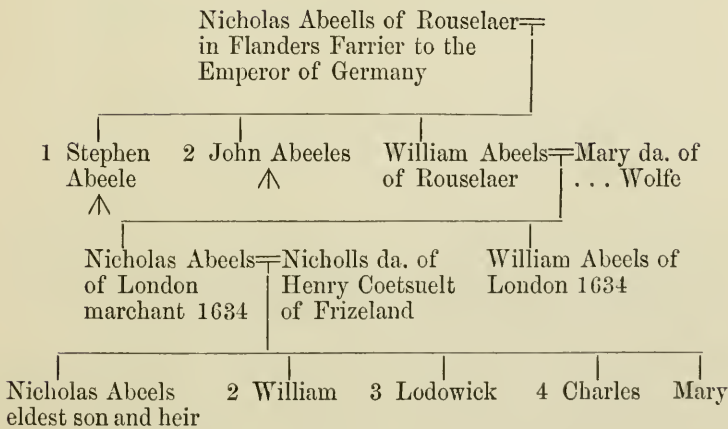 Nicholas Abeells of Rouselaer
in Flanders Farrier to the
Emperor of Germany
1 Stephen
Abeele
2 John Abeeles
William Abeels
of Rouselaer
Mary da. of
... Wolfe
Nicholas Abeels
of London
marchant 1634
Nicholls da. of
Henry Coetsuelt
of Frizeland
William Abeels of
London 1634
Nicholas Abeels
eldest son and heir
2 William
3 Lodowick
4 Charles
Mary